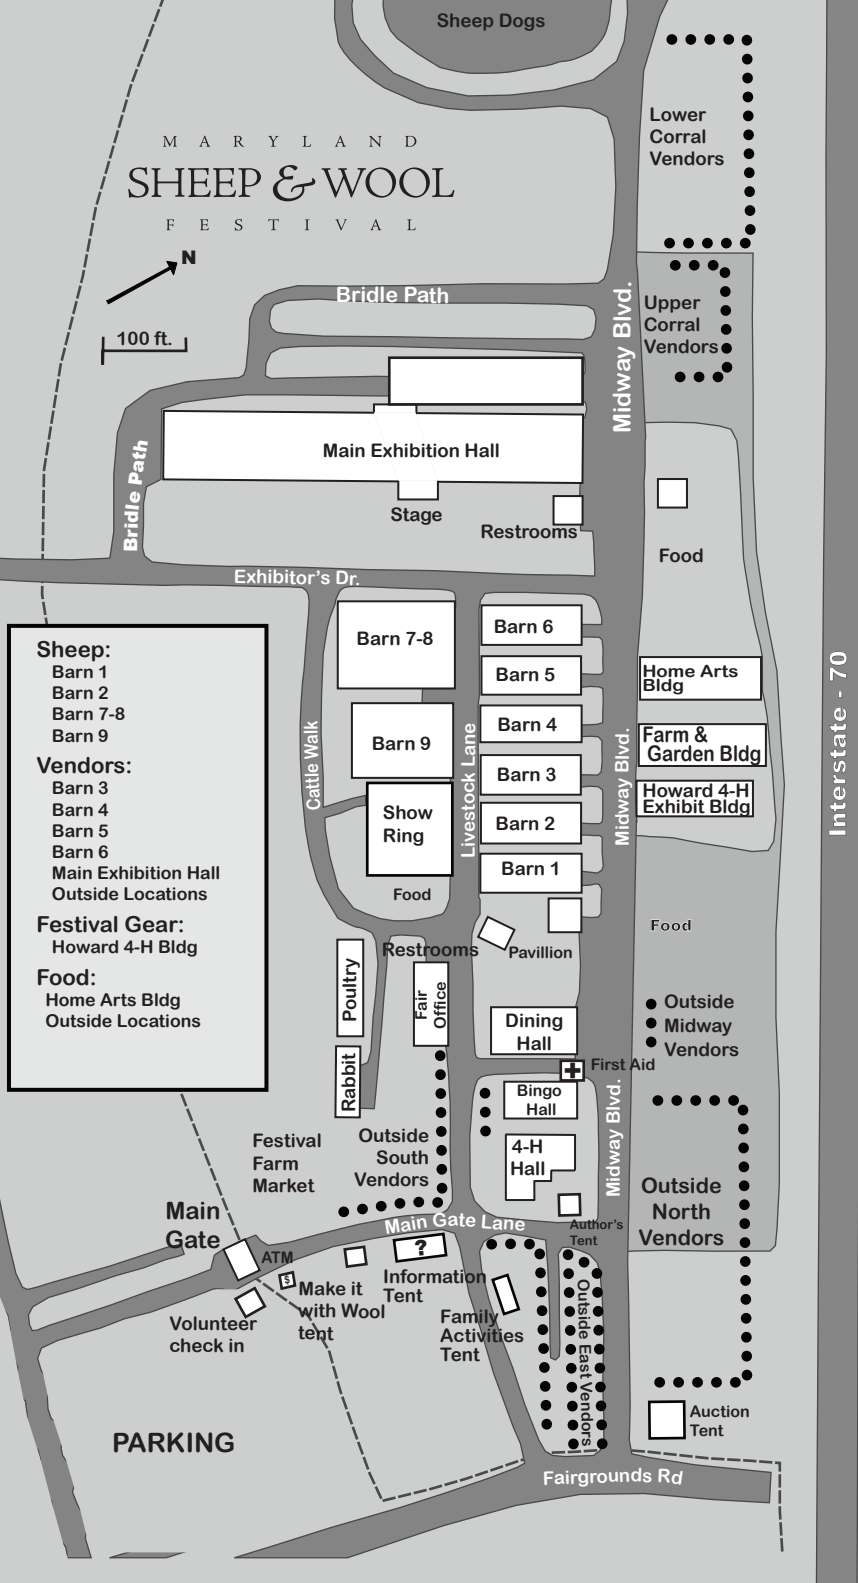 Sheep Dogs
Lower
Corral
Vendors
MARYLAND
SHEEP & WOOL
FESTIVAL
N
100 ft.
Bridle Path
Midway Blvd.
Upper
Corral
Vendors
Main Exhibition Hall
Bridle Path
Stage
Restrooms
Food
Exhibitor's Dr.
Sheep:
Barn 1
Barn 2
Barn 7-8
Barn 9
Vendors:
Barn 3
Barn 4
Barn 5
Barn 6
Main Exhibition Hall
Outside Locations
Festival Gear:
Howard 4-H Bldg
Food:
Home Arts Bldg
Outside Locations
Barn 7-8
Barn 9
Show
Ring
Food
Cattle Walk
Livestock Lane
Barn 6
Barn 5
Barn 4
Barn 3
Barn 2
Barn 1
Midway Blvd.
Home Arts
Bldg
Farm &
Garden Bldg
Howard 4-H
Exhibit Bldg
Interstate - 70
Food
Restrooms
Pavillion
Poultry
Fair
Office
Rabbit
Dining
Hall
First Aid
Outside
Midway
Vendors
Bingo
Hall
4-H
Hall
Midway Blvd.
Festival
Farm
Market
Outside
South
Vendors
Outside
North
Vendors
Main
Gate
Main Gate Lane
Author's
Tent
ATM
$
?
Information
Tent
Make it
with Wool
tent
Volunteer
check in
Family
Activities
Tent
Outside East Vendors
Auction
Tent
PARKING
Fairgrounds Rd